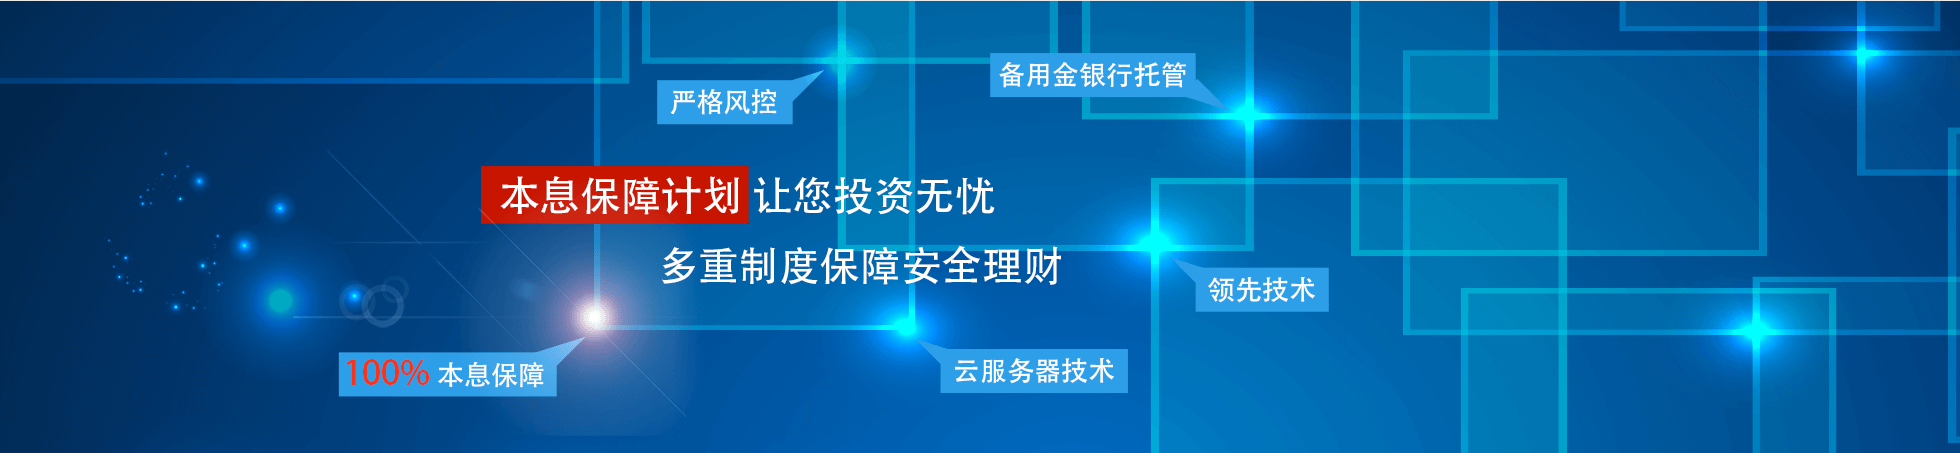 备用金银行托管
严格风控
本息保障计划 让您投资无忧
多重制度保障安全理财
领先技术
云服务器技术
100% 本息保障